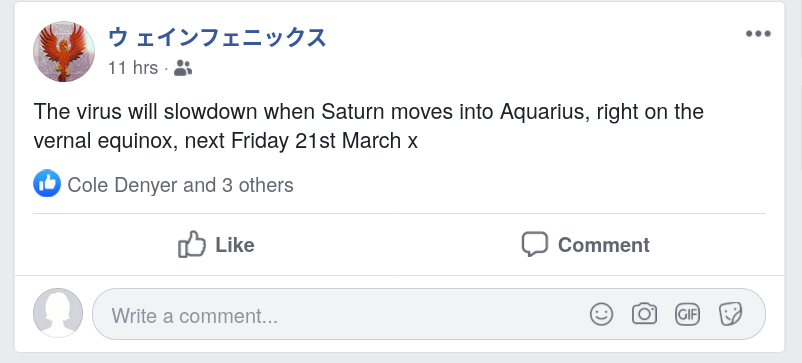 ウ ェインフェニックス
11 hrs ·
The virus will slowdown when Saturn moves into Aquarius, right on the
vernal equinox, next Friday 21st March x
Cole Denyer and 3 others
Like Comment
Write a comment... GIF